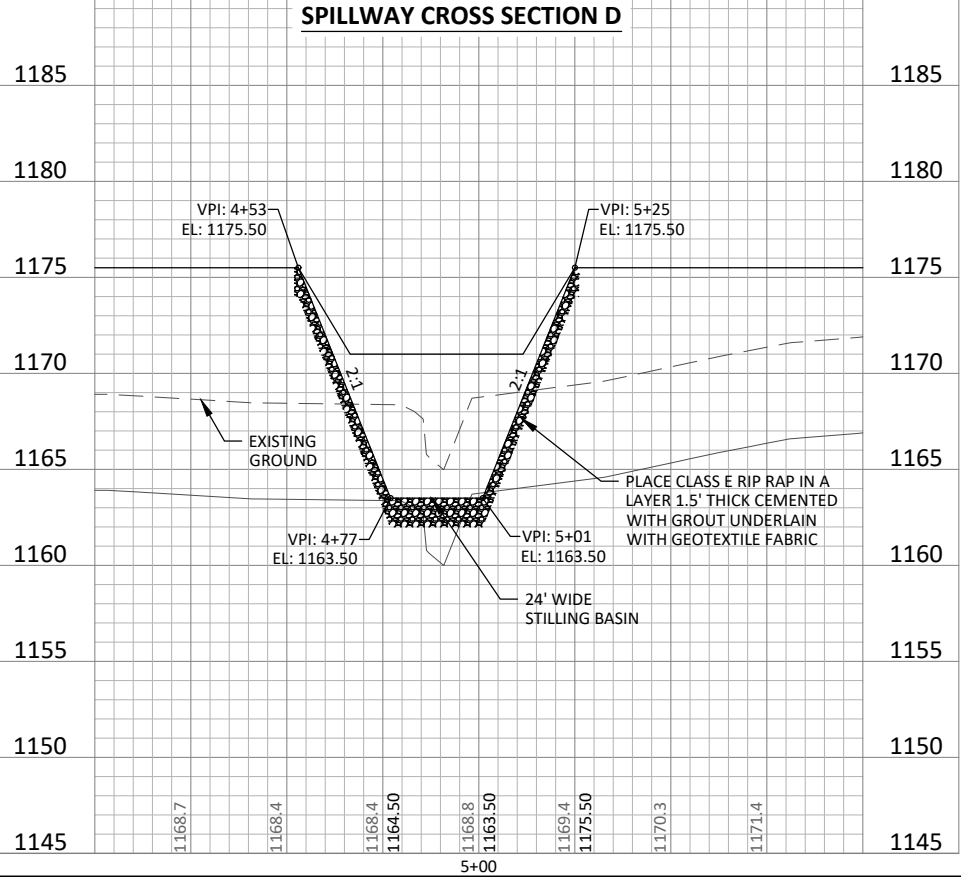 SPILLWAY CROSS SECTION D
1185 1185
1180 1180
VPI: 4+53
EL: 1175.50
VPI: 5+25
EL: 1175.50
1175 1175
1170 1170
2:1 2:1
EXISTING
GROUND
1165 1165
PLACE CLASS E RIP RAP IN A
LAYER 1.5' THICK CEMENTED
WITH GROUT UNDERLAIN
WITH GEOTEXTILE FABRIC
VPI: 4+77
EL: 1163.50
VPI: 5+01
EL: 1163.50
1160 1160
24' WIDE
STILLING BASIN
1155 1155
1150 1150
1168.7
1168.4
1168.4
1164.50
1168.8
1163.50
1169.4
1175.50
1170.3
1171.4
1145 1145
5+00